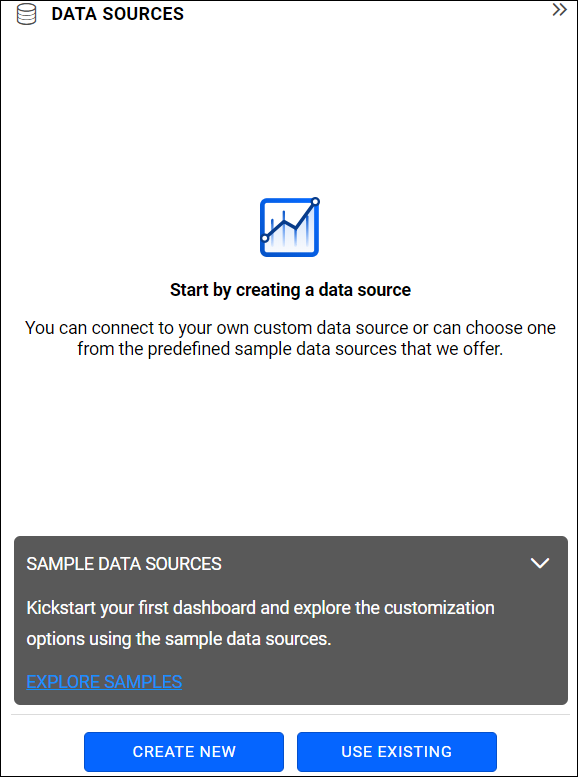 DATA SOURCES
Start by creating a data source
You can connect to your own custom data source or can choose one
from the predefined sample data sources that we offer.
SAMPLE DATA SOURCES
Kickstart your first dashboard and explore the customization
options using the sample data sources.
EXPLORE SAMPLES
CREATE NEW
USE EXISTING